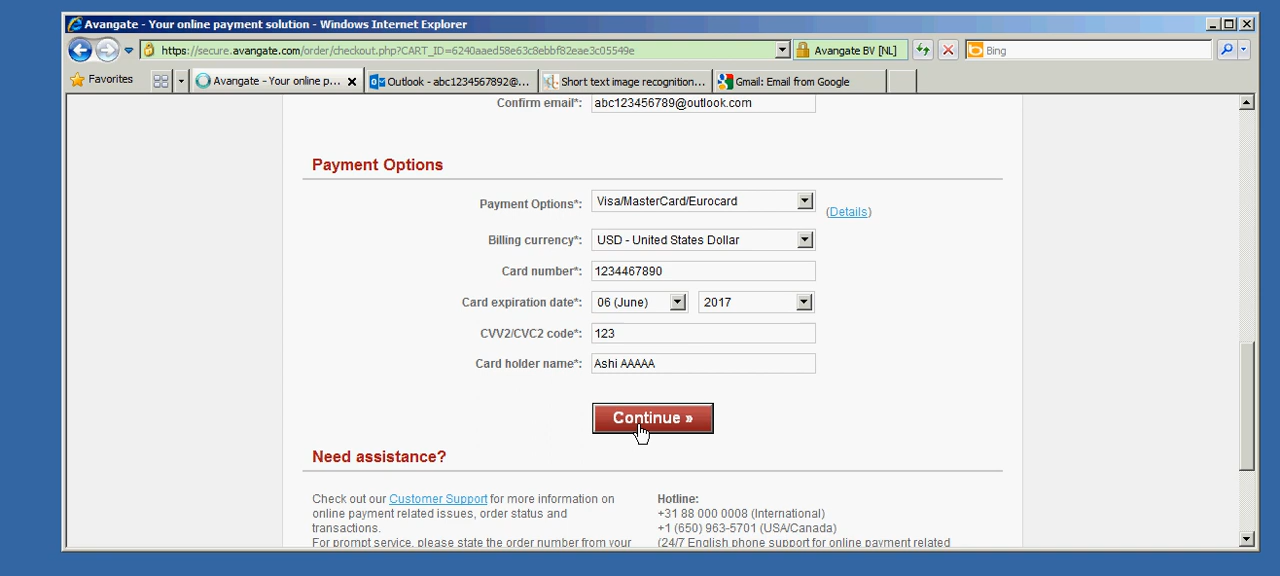 Avangate - Your online payment solution - Windows Internet Explorer
https://secure.avangate.com/order/checkout.php?CART_ID=6240aaed58e63c8ebbf82eae3c05549e
Avangate BV [NL]
Bing
Favorites
Avangate - Your online p...
Outlook - abc1234567892@...
Short text image recognition...
Gmail: Email from Google
Confirm email*: abc123456789@outlook.com
Payment Options
Payment Options*: Visa/MasterCard/Eurocard
(Details)
Billing currency*: USD - United States Dollar
Card number*: 1234467890
Card expiration date*: 06 (June) 2017
CVV2/CVC2 code*: 123
Card holder name*: Ashi AAAAA
Continue »
Need assistance?
Check out our Customer Support for more information on
online payment related issues, order status and
transactions.
For prompt service, please state the order number from your
Hotline:
+31 88 000 0008 (International)
+1 (650) 963-5701 (USA/Canada)
(24/7 English phone support for online payment related